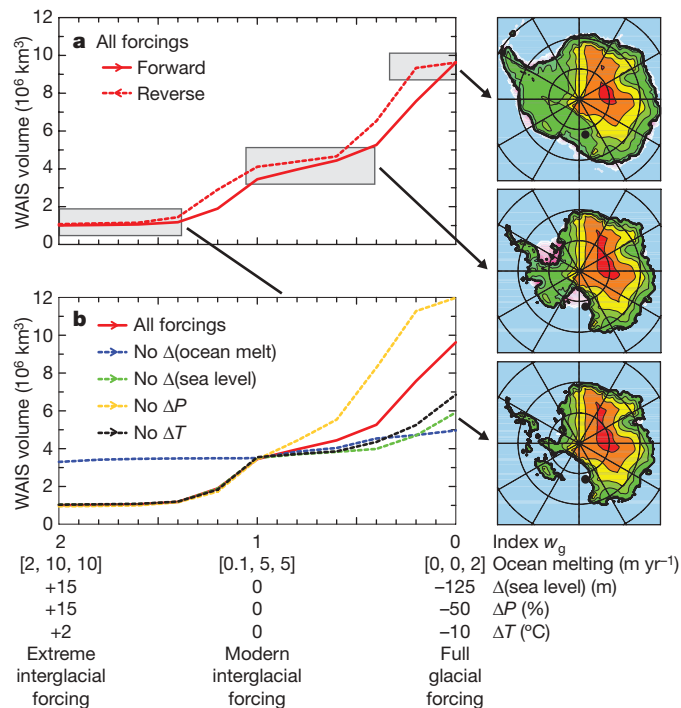 12
10
8
6
4
2
0
WAIS volume (10⁶ km³)
a All forcings
Forward
Reverse
12
10
8
6
4
2
0
WAIS volume (10⁶ km³)
b All forcings
No Δ(ocean melt)
No Δ(sea level)
No ΔP
No ΔT
2 1 0 Index w_g
[2, 10, 10] [0.1, 5, 5] [0, 0, 2] Ocean melting (m yr⁻¹)
+15 0 −125 Δ(sea level) (m)
+15 0 −50 ΔP (%)
+2 0 −10 ΔT (°C)
Extreme Modern Full
interglacial interglacial glacial
forcing forcing forcing